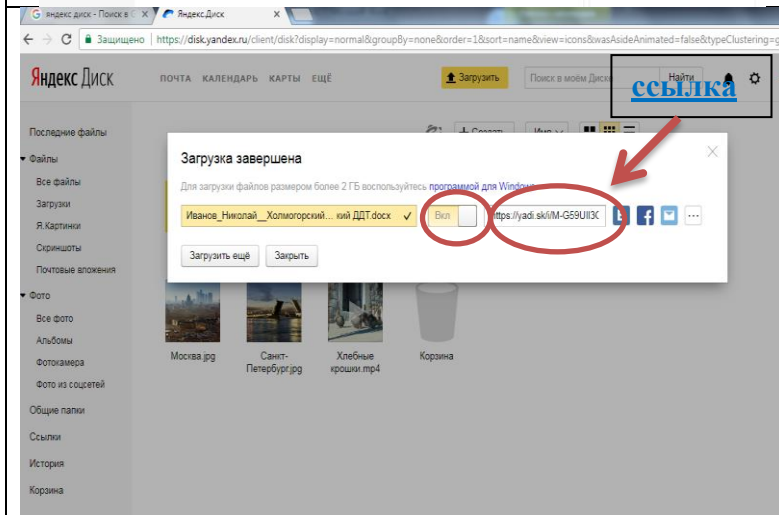 яндекс диск - Поиск в G
Яндекс.Диск
Защищено
https://disk.yandex.ru/client/disk?display=normal&groupBy=none&order=1&sort=name&view=icons&wasAsideAnimated=false&typeClustering=g
Яндекс Диск
ПОЧТА КАЛЕНДАРЬ КАРТЫ ЕЩЁ
Загрузить
Поиск в моём Диске
Найти
ссылка
Создать
Имя
Последние файлы
Файлы
Все файлы
Загрузки
Я.Картинки
Скриншоты
Почтовые вложения
Фото
Все фото
Альбомы
Фотокамера
Фото из соцсетей
Общие папки
Ссылки
История
Корзина
Загрузка завершена
Для загрузки файлов размером более 2 ГБ воспользуйтесь программой для Windows
Иванов_Николай__Холмогорский... кий ДДТ.docx
Вкл
Загрузить ещё
Закрыть
Москва.jpg
Санкт-
Петербург.jpg
Хлебные
крошки.mp4
Корзина